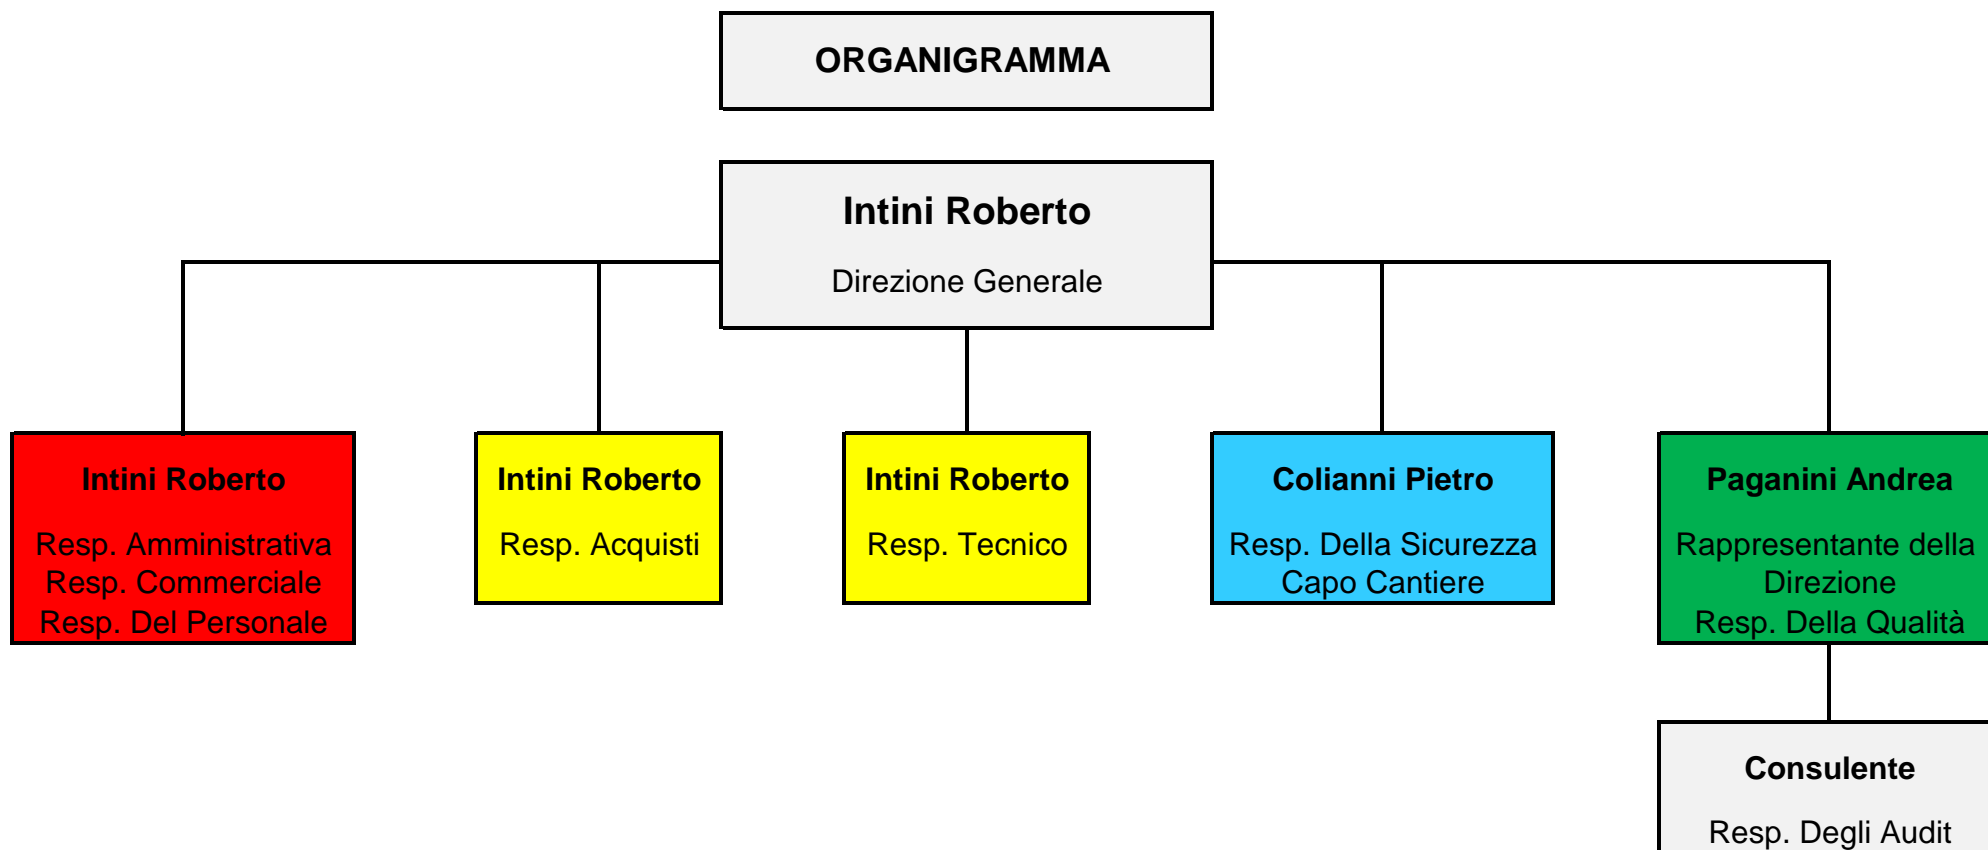 ORGANIGRAMMA
Intini Roberto
Direzione Generale
Intini Roberto
Resp. Amministrativa
Resp. Commerciale
Resp. Del Personale
Intini Roberto
Resp. Acquisti
Intini Roberto
Resp. Tecnico
Colianni Pietro
Resp. Della Sicurezza
Capo Cantiere
Paganini Andrea
Rappresentante della
Direzione
Resp. Della Qualità
Consulente
Resp. Degli Audit